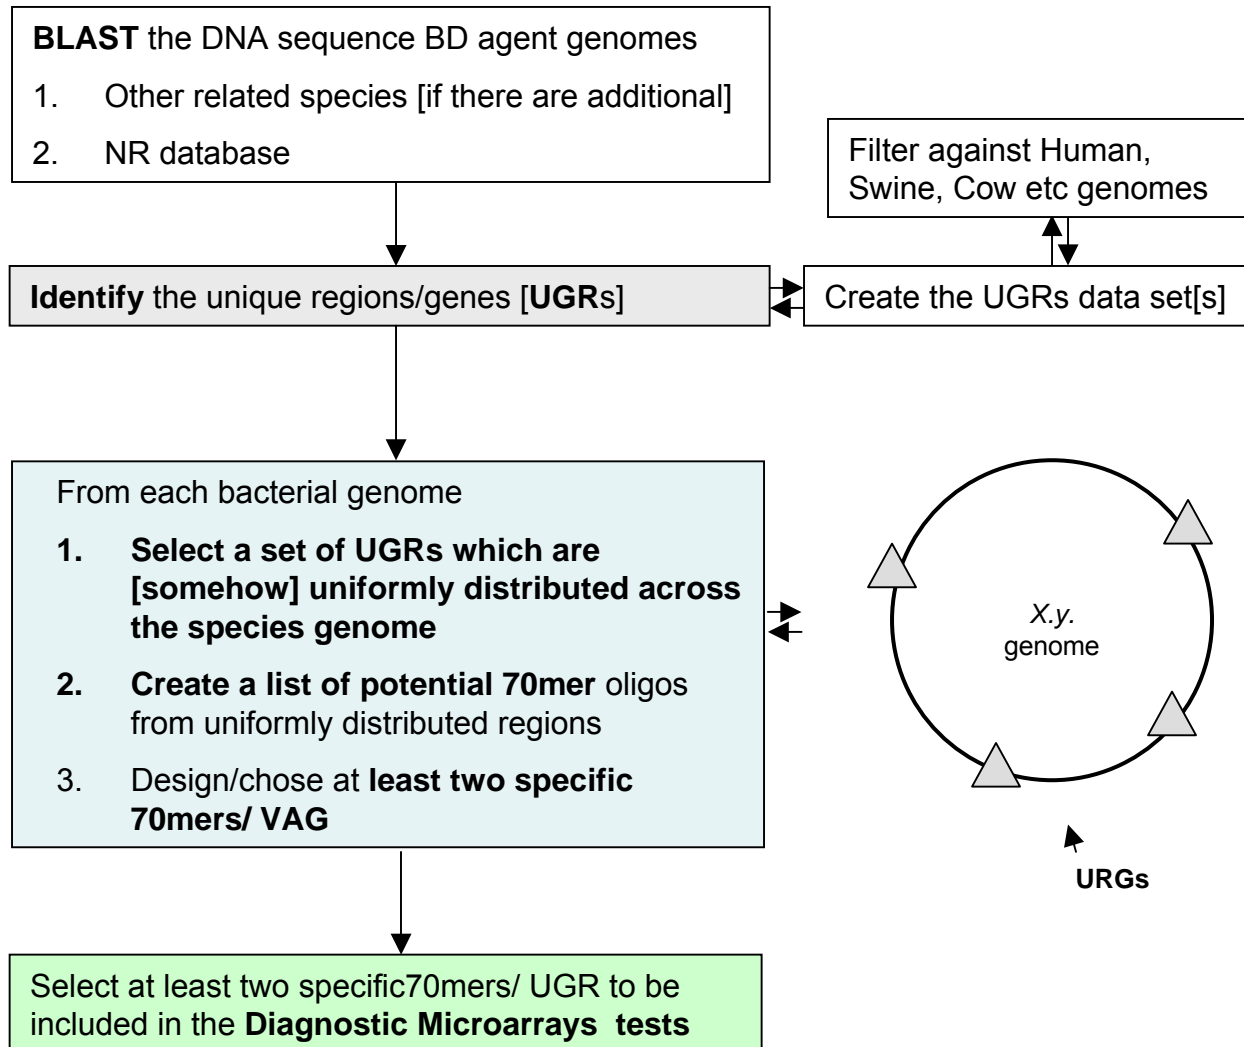 BLAST the DNA sequence BD agent genomes
1. Other related species [if there are additional]
2. NR database
Filter against Human,
Swine, Cow etc genomes
Identify the unique regions/genes [UGRs]
Create the UGRs data set[s]
From each bacterial genome
1. Select a set of UGRs which are
[somehow] uniformly distributed across
the species genome
2. Create a list of potential 70mer oligos
from uniformly distributed regions
3. Design/chose at least two specific
70mers/ VAG
X.y.
genome
URGs
Select at least two specific70mers/ UGR to be
included in the Diagnostic Microarrays tests